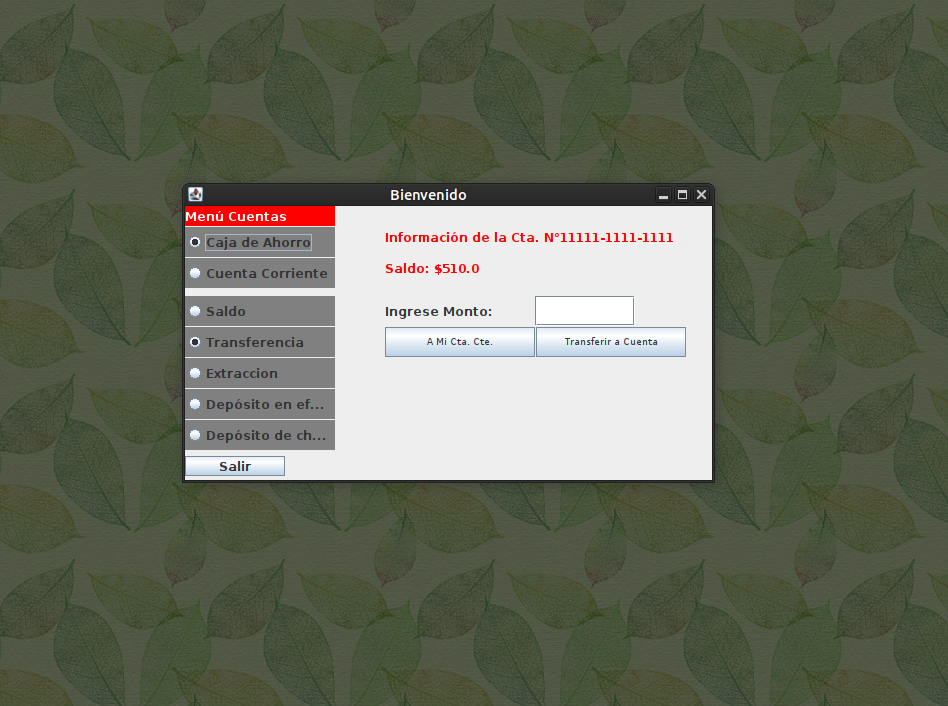 Bienvenido
Menú Cuentas
Caja de Ahorro
Cuenta Corriente
Saldo
Transferencia
Extraccion
Depósito en ef...
Depósito de ch...
Salir
Información de la Cta. N°11111-1111-1111
Saldo: $510.0
Ingrese Monto:
A Mi Cta. Cte.
Transferir a Cuenta